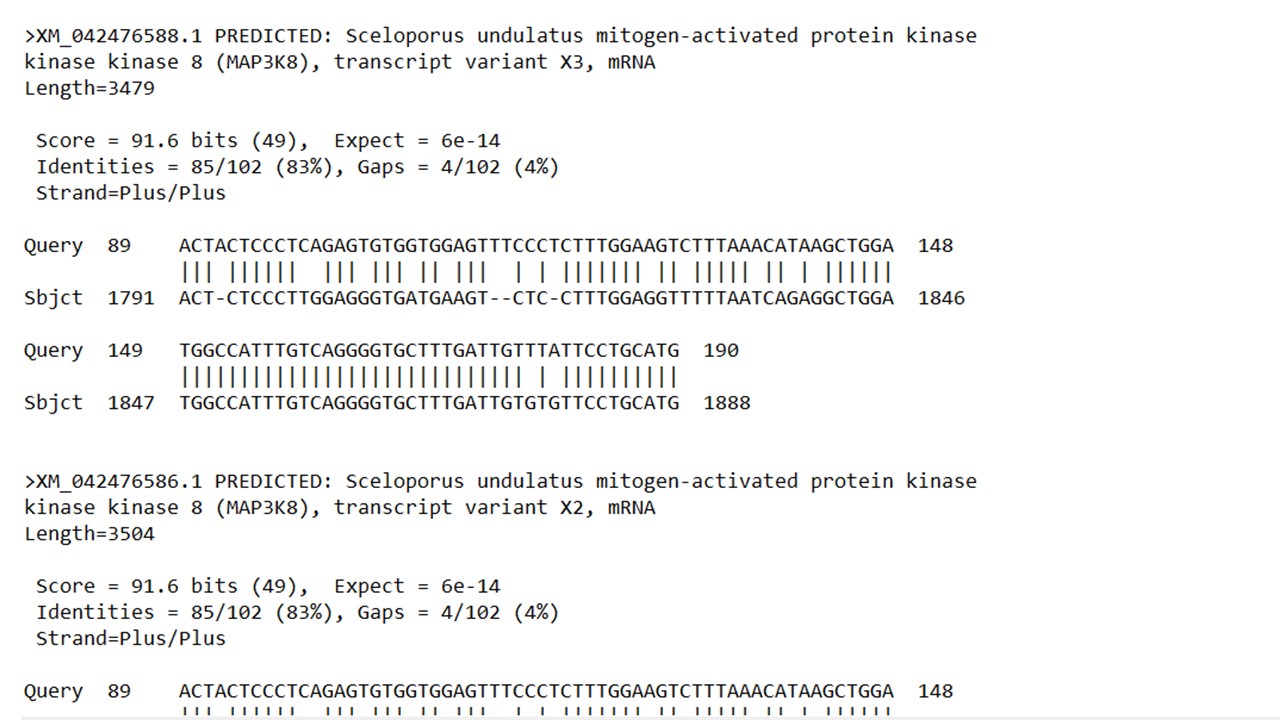 >XM_042476588.1 PREDICTED: Sceloporus undulatus mitogen-activated protein kinase
kinase kinase 8 (MAP3K8), transcript variant X3, mRNA
Length=3479
Score = 91.6 bits (49), Expect = 6e-14
Identities = 85/102 (83%), Gaps = 4/102 (4%)
Strand=Plus/Plus
Query 89 ACTACTCCCTCAGAGTGTGGTGGAGTTTCCCTCTTTGGAAGTCTTTAAACATAAGCTGGA 148
||| ||||||  ||| ||| || |||  | | ||||||| || ||||| || | ||||||
Sbjct 1791 ACT-CTCCCTTGGAGGGTGATGAAGT--CTC-CTTTGGAGGTTTTTAATCAGAGGCTGGA 1846
Query 149 TGGCCATTTGTCAGGGGTGCTTTGATTGTTTATTCCTGCATG 190
||||||||||||||||||||||||||||| | ||||||||||
Sbjct 1847 TGGCCATTTGTCAGGGGTGCTTTGATTGTGTGTTCCTGCATG 1888
>XM_042476586.1 PREDICTED: Sceloporus undulatus mitogen-activated protein kinase
kinase kinase 8 (MAP3K8), transcript variant X2, mRNA
Length=3504
Score = 91.6 bits (49), Expect = 6e-14
Identities = 85/102 (83%), Gaps = 4/102 (4%)
Strand=Plus/Plus
Query 89 ACTACTCCCTCAGAGTGTGGTGGAGTTTCCCTCTTTGGAAGTCTTTAAACATAAGCTGGA 148
||| ||||||  ||| ||| || |||  | | ||||||| || ||||| || | ||||||